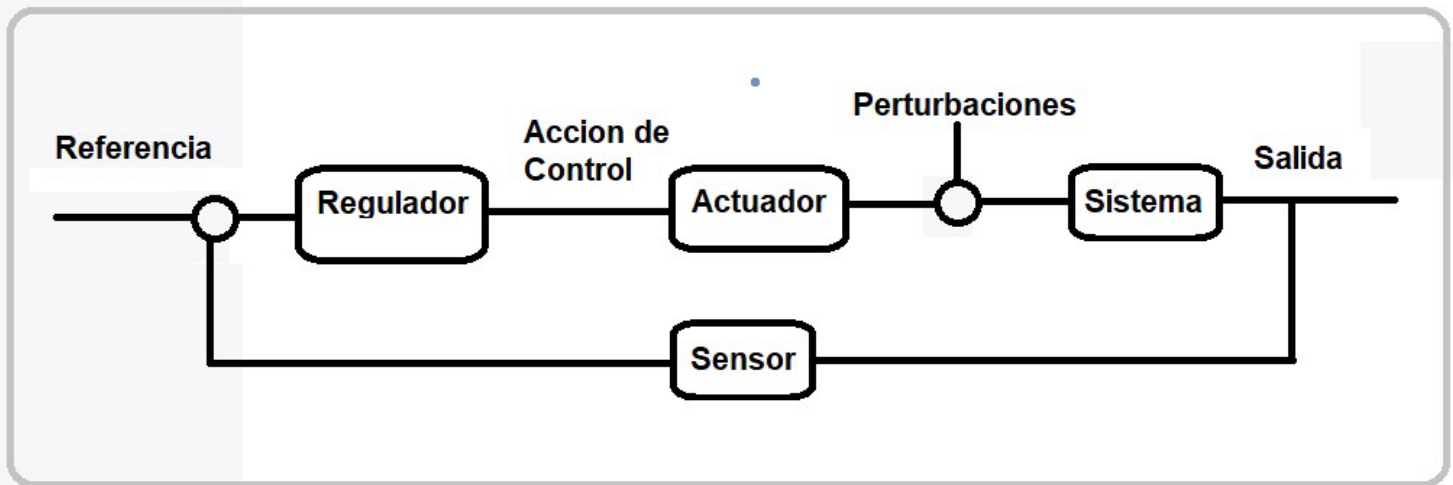 Referencia
Accion de
Control
Perturbaciones
Salida
Regulador
Actuador
Sistema
Sensor